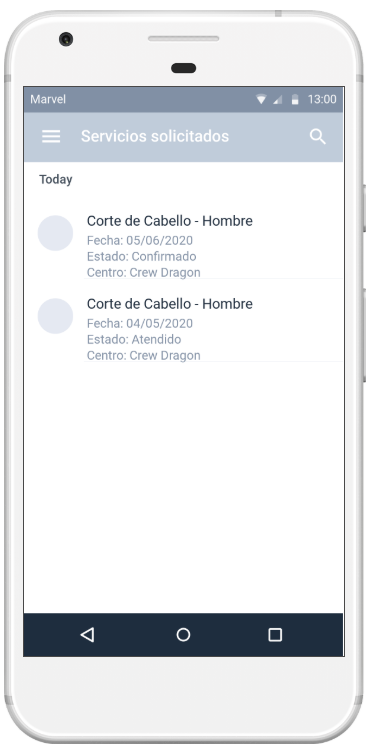 Marvel 13:00
Servicios solicitados
Today
Corte de Cabello - Hombre
Fecha: 05/06/2020
Estado: Confirmado
Centro: Crew Dragon
Corte de Cabello - Hombre
Fecha: 04/05/2020
Estado: Atendido
Centro: Crew Dragon